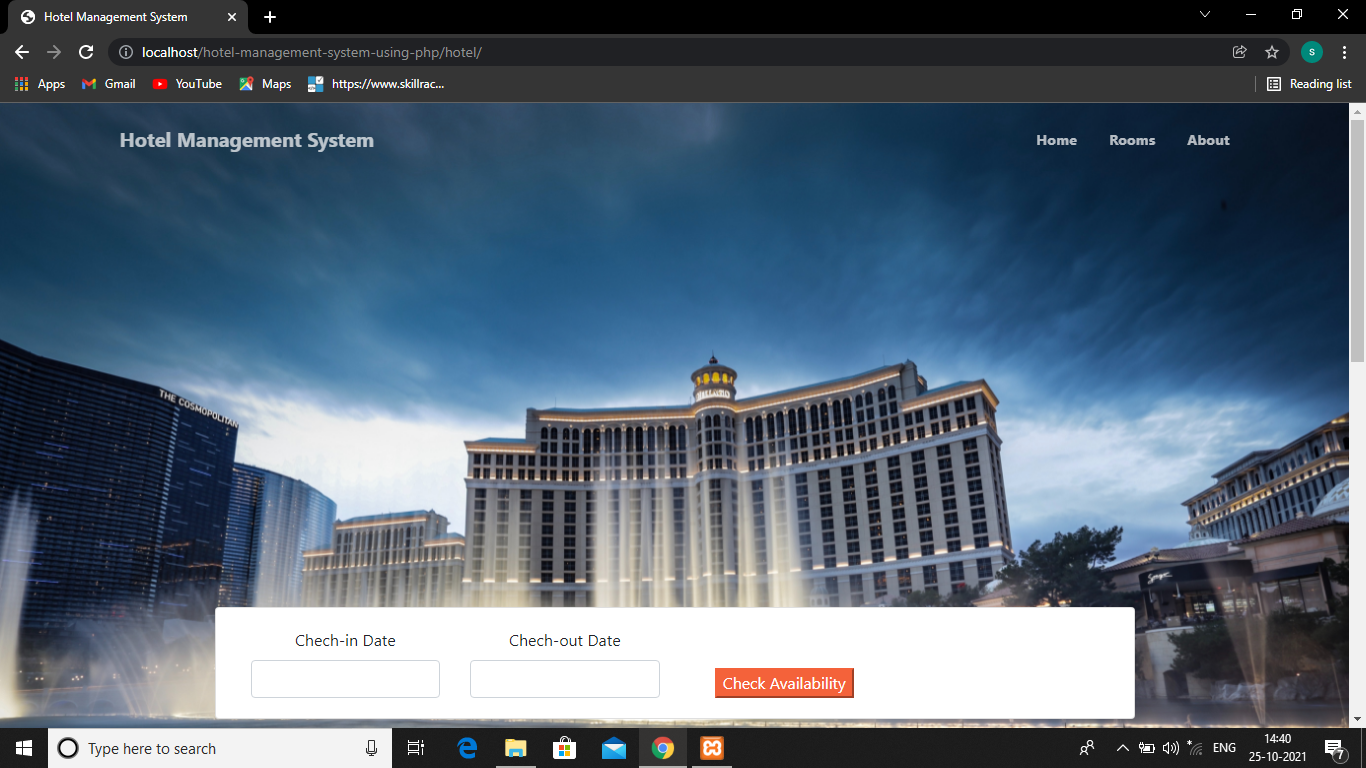 Hotel Management System
localhost/hotel-management-system-using-php/hotel/
S
Apps Gmail YouTube Maps https://www.skillrac... Reading list
Hotel Management System Home Rooms About
THE COSMOPOLITAN
BELLAGIO
Chech-in Date Chech-out Date
Check Availability
Type here to search ENG 14:40
25-10-2021
7